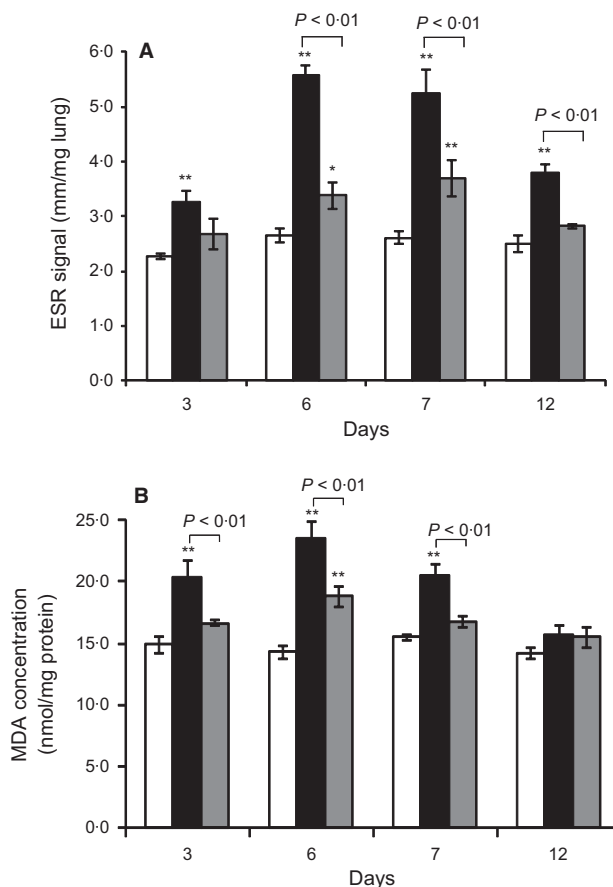 P < 0·01
P < 0·01
A
6·0
**
**
5·0
P < 0·01
ESR signal (mm/mg lung)
4·0
**
**
**
*
3·0
2·0
1·0
0·0
3
6
7
12
Days
B
P < 0·01
P < 0·01
P < 0·01
25·0
**
**
**
**
20·0
MDA concentration
(nmol/mg protein)
15·0
10·0
5·0
0·0
3
6
7
12
Days